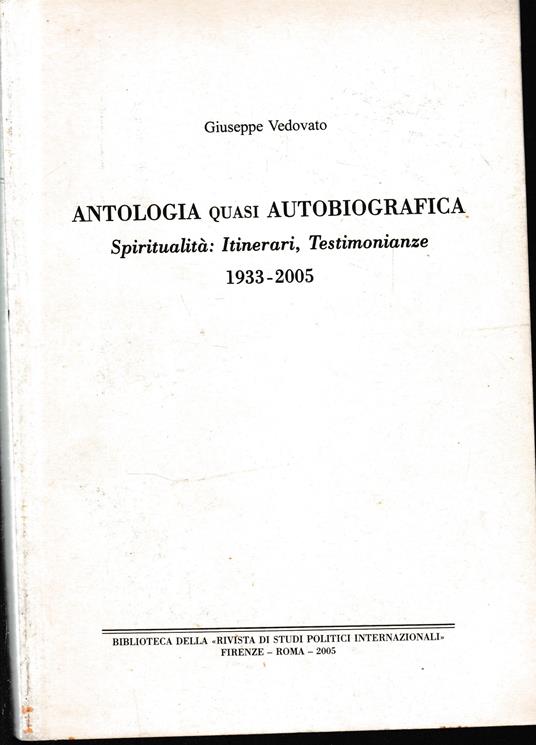 Giuseppe Vedovato
ANTOLOGIA QUASI AUTOBIOGRAFICA
Spiritualità: Itinerari, Testimonianze
1933-2005
BIBLIOTECA DELLA «RIVISTA DI STUDI POLITICI INTERNAZIONALI»
FIRENZE – ROMA – 2005